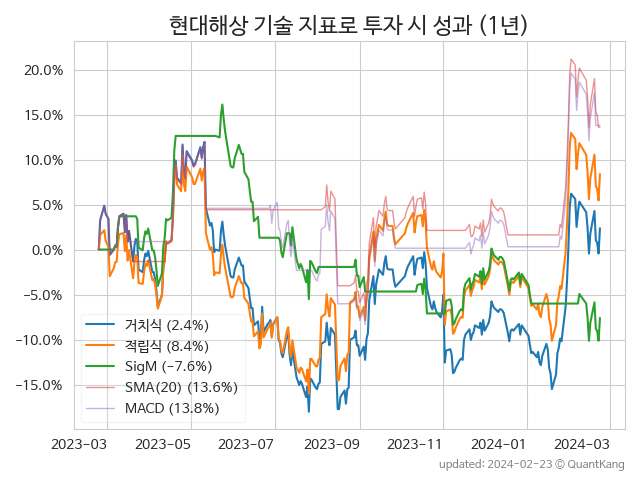 현대해상 기술 지표로 투자 시 성과 (1년)
20.0%
15.0%
10.0%
5.0%
0.0%
−5.0%
−10.0%
−15.0%
거치식 (2.4%)
적립식 (8.4%)
SigM (−7.6%)
SMA(20) (13.6%)
MACD (13.8%)
2023−03 2023−05 2023−07 2023−09 2023−11 2024−01 2024−03
updated: 2024−02−23 © QuantKang